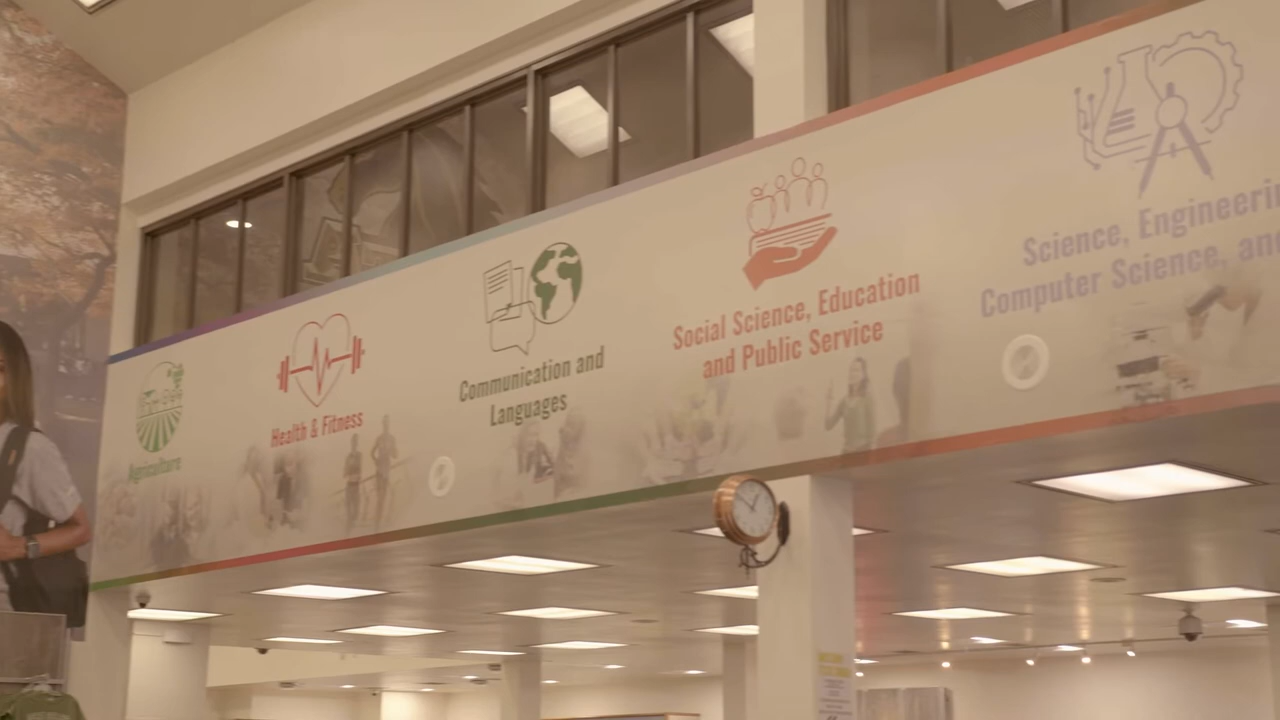 Agriculture
Health & Fitness
Communication and
Languages
Social Science, Education
and Public Service
Science, Engineerin
Computer Science, an